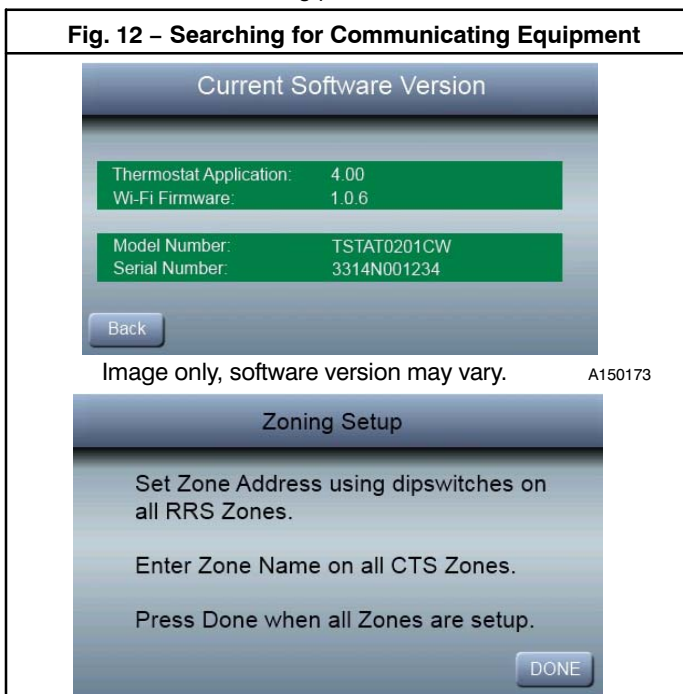 Fig. 12 – Searching for Communicating Equipment
Current Software Version
Thermostat Application: 4.00
Wi-Fi Firmware: 1.0.6
Model Number: TSTAT0201CW
Serial Number: 3314N001234
Back
Image only, software version may vary. A150173
Zoning Setup
Set Zone Address using dipswitches on
all RRS Zones.
Enter Zone Name on all CTS Zones.
Press Done when all Zones are setup.
DONE